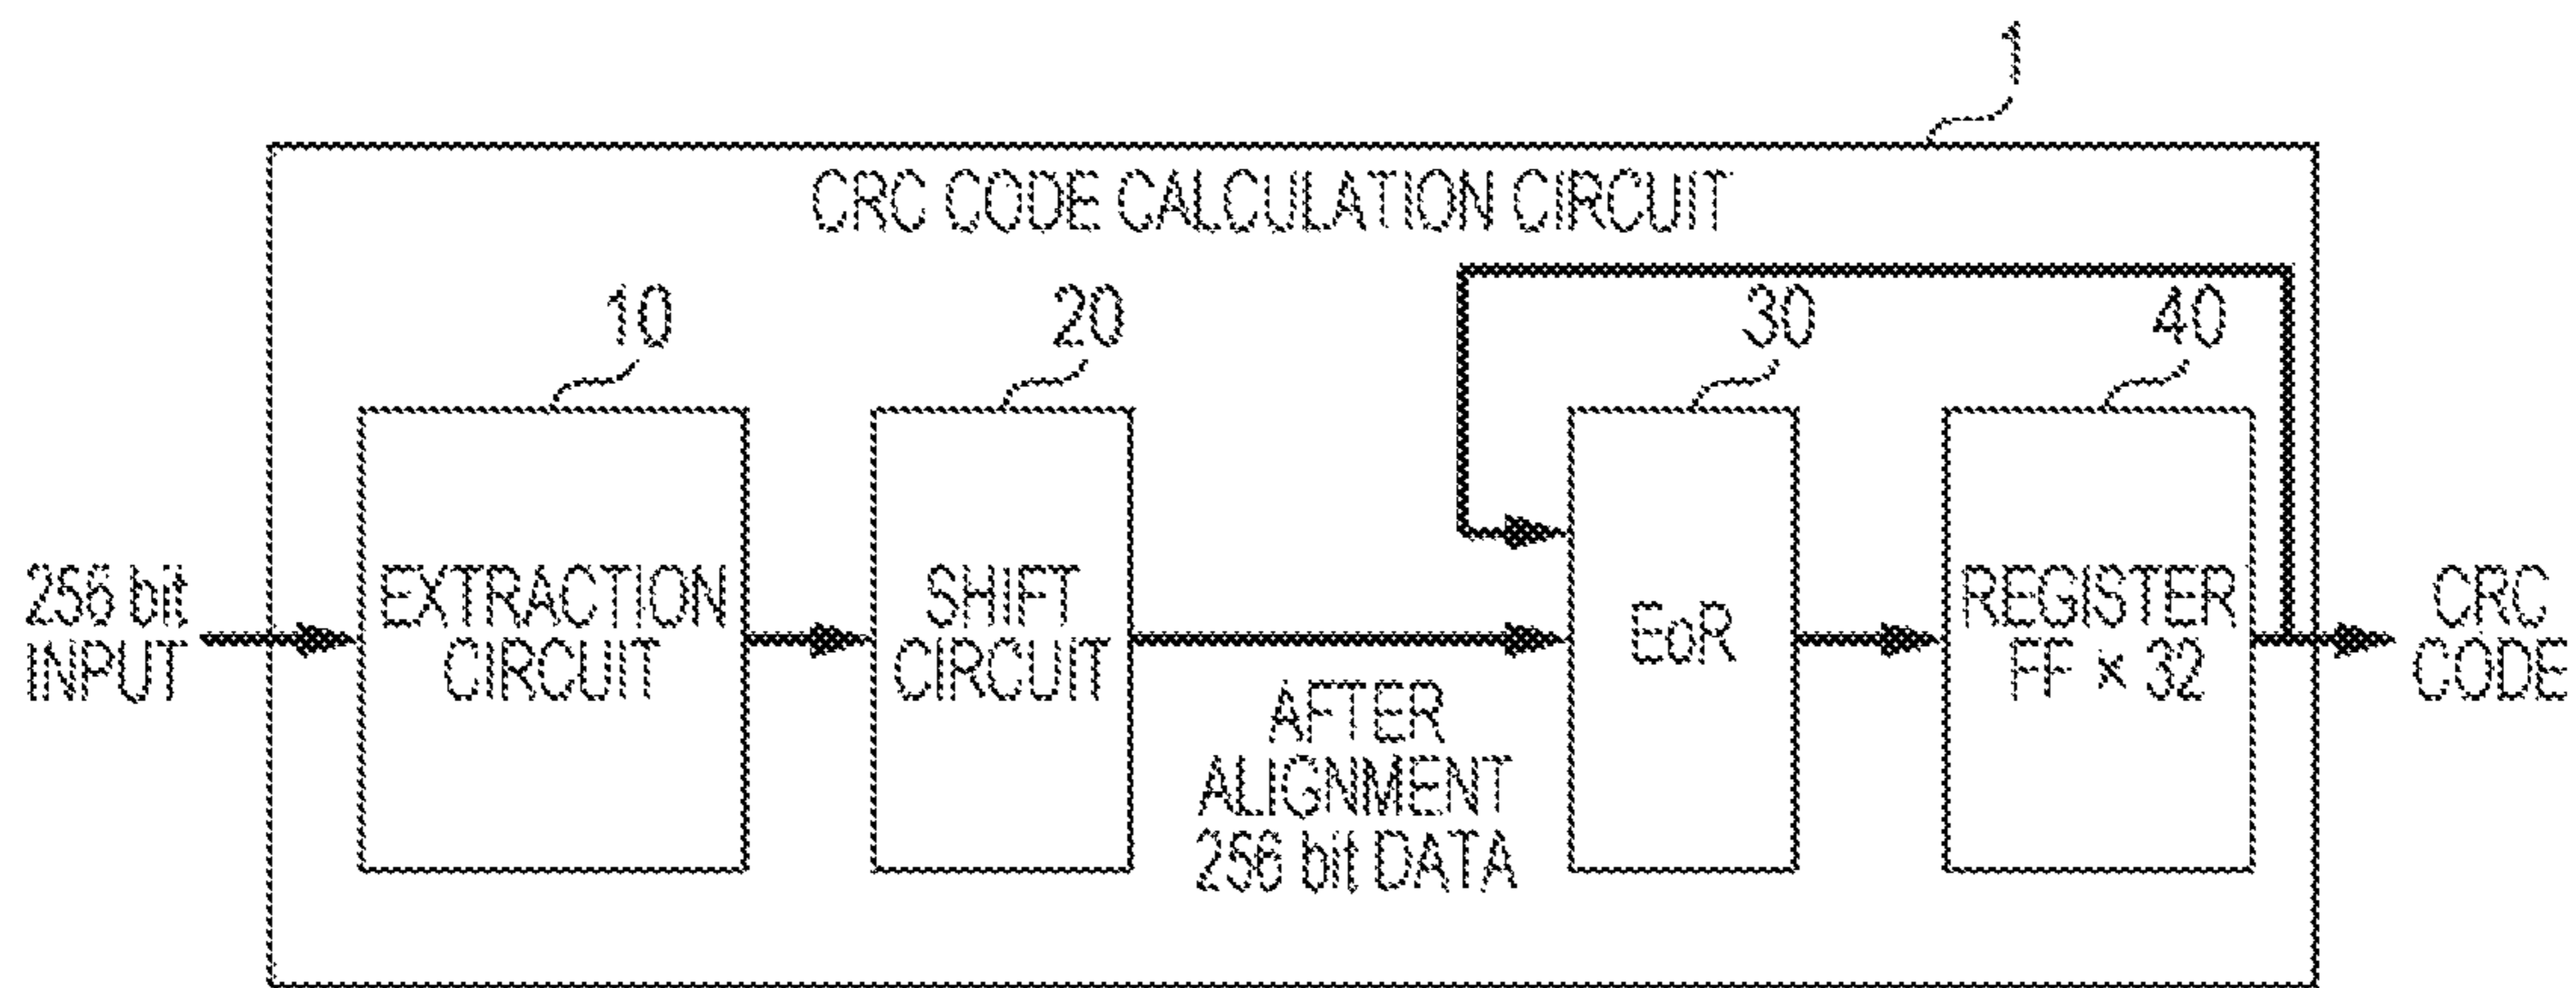 1
CRC CODE CALCULATION CIRCUIT
10
20
30
40
256 bit
INPUT
EXTRACTION
CIRCUIT
SHIFT
CIRCUIT
AFTER
ALIGNMENT
256 bit DATA
EoR
REGISTER
FF × 32
CRC
CODE